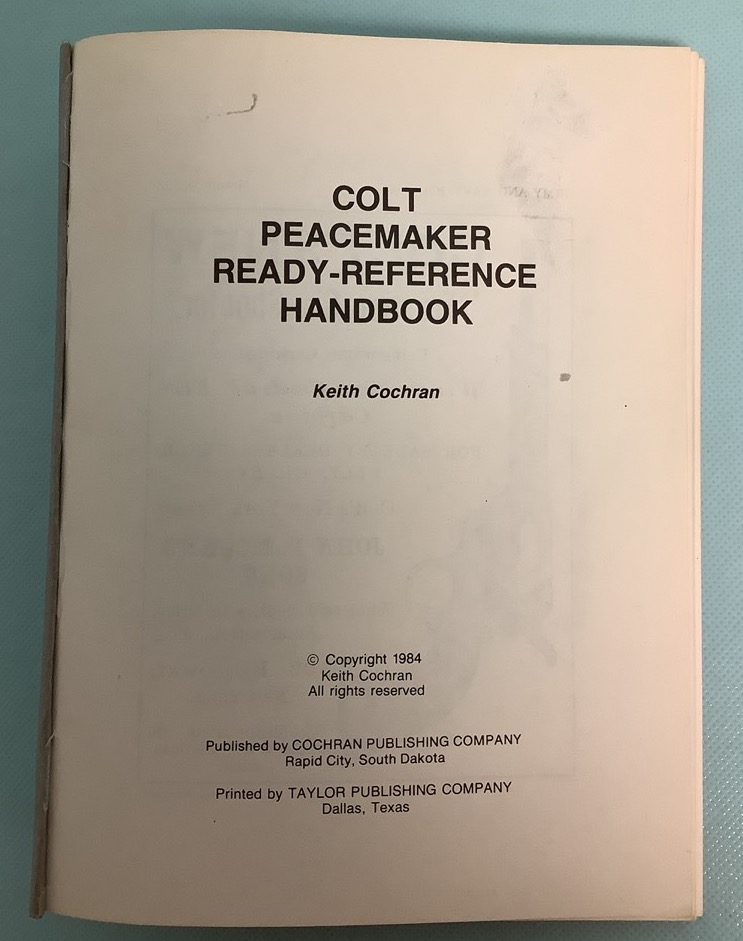 COLT
PEACEMAKER
READY-REFERENCE
HANDBOOK
Keith Cochran
© Copyright 1984
Keith Cochran
All rights reserved
Published by COCHRAN PUBLISHING COMPANY
Rapid City, South Dakota
Printed by TAYLOR PUBLISHING COMPANY
Dallas, Texas